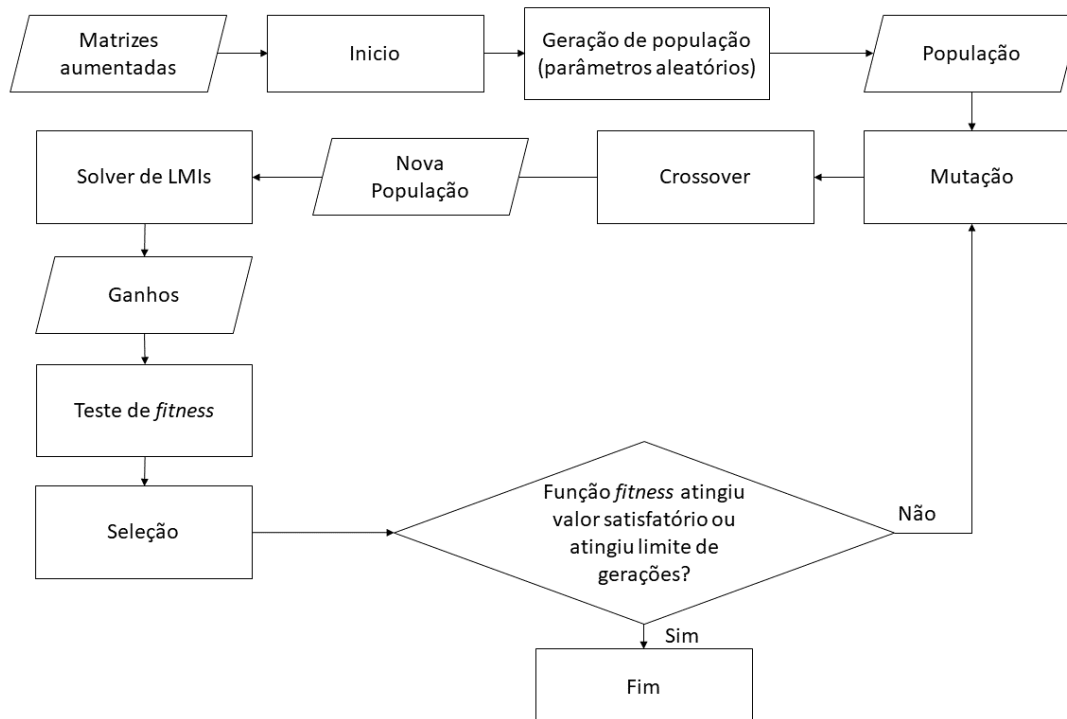 Matrizes
aumentadas
Inicio
Geração de população
(parâmetros aleatórios)
População
Mutação
Crossover
Nova
População
Solver de LMIs
Ganhos
Teste de fitness
Seleção
Função fitness atingiu
valor satisfatório ou
atingiu limite de
gerações?
Não
Sim
Fim